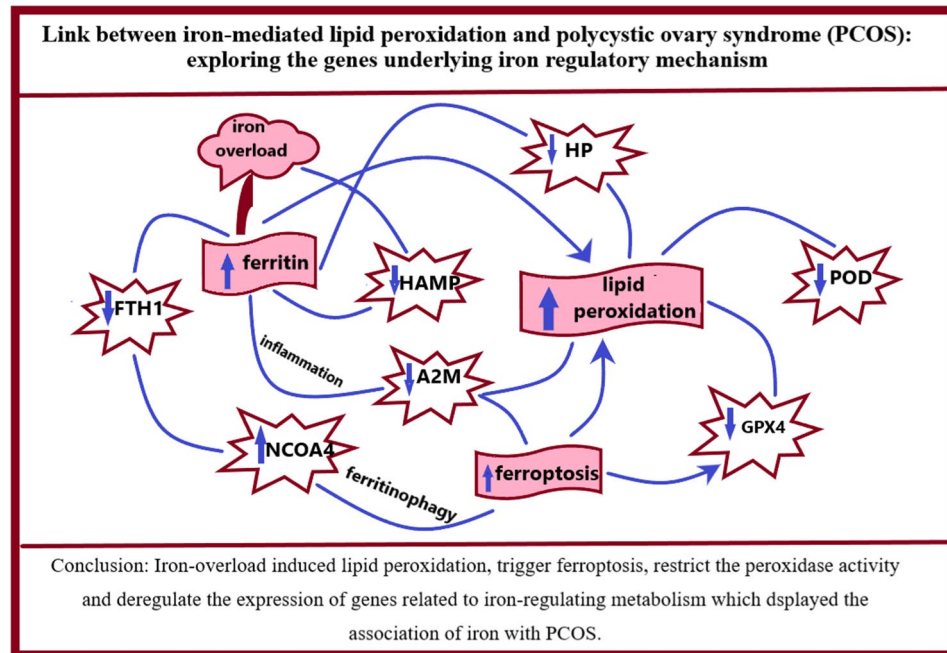 Link between iron-mediated lipid peroxidation and polycystic ovary syndrome (PCOS):
exploring the genes underlying iron regulatory mechanism
iron
overload
HP
ferritin
HAMP
lipid
peroxidation
POD
FTH1
inflammation
A2M
GPX4
NCOA4
ferroptosis
ferritinophagy
Conclusion: Iron-overload induced lipid peroxidation, trigger ferroptosis, restrict the peroxidase activity
and deregulate the expression of genes related to iron-regulating metabolism which dsplayed the
association of iron with PCOS.